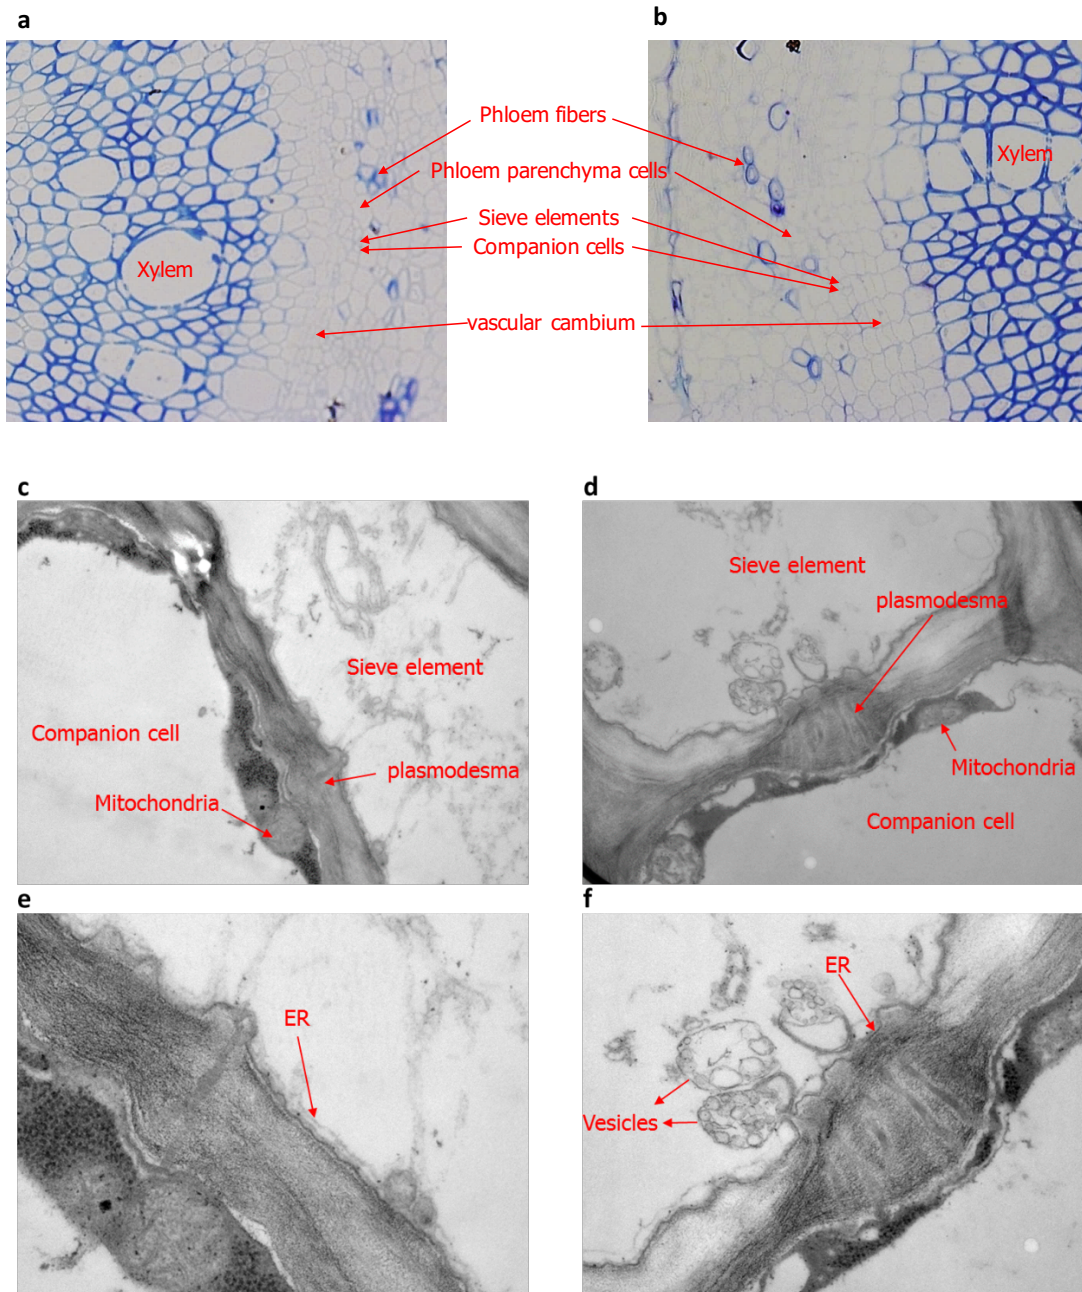 a
b
Phloem fibers
Phloem parenchyma cells
Xylem
Sieve elements
Companion cells
Xylem
vascular cambium
c
d
Sieve element
plasmodesma
Sieve element
Companion cell
plasmodesma
Mitochondria
Mitochondria
Companion cell
e
f
ER
ER
Vesicles